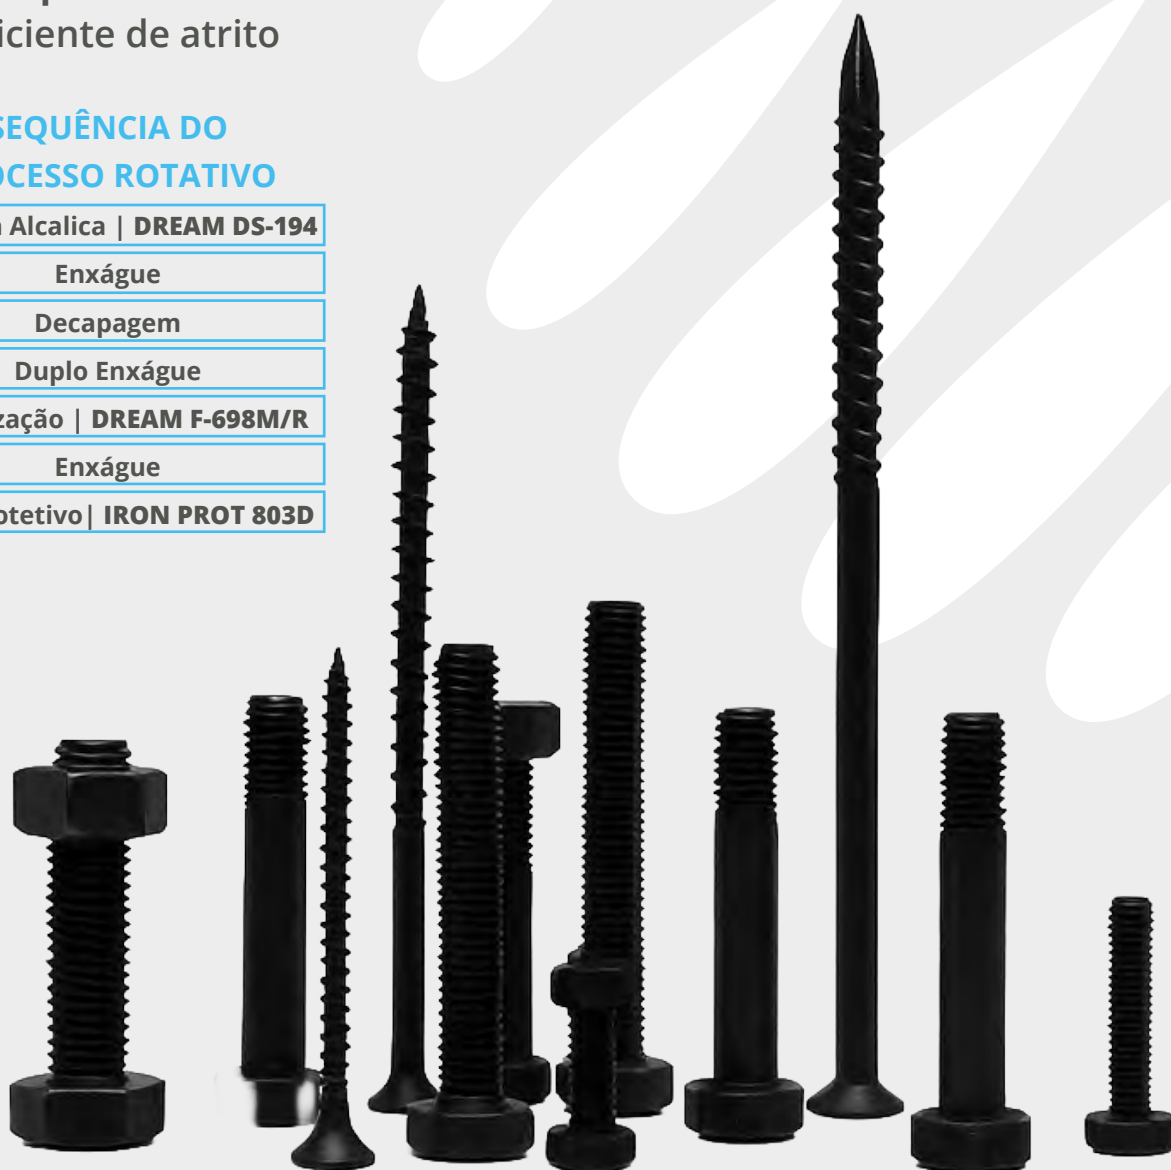 iciente de atrito
SEQUÊNCIA DO
OCESSO ROTATIVO
Alcalica | DREAM DS-194
Enxágue
Decapagem
Duplo Enxágue
zação | DREAM F-698M/R
Enxágue
otetivo| IRON PROT 803D